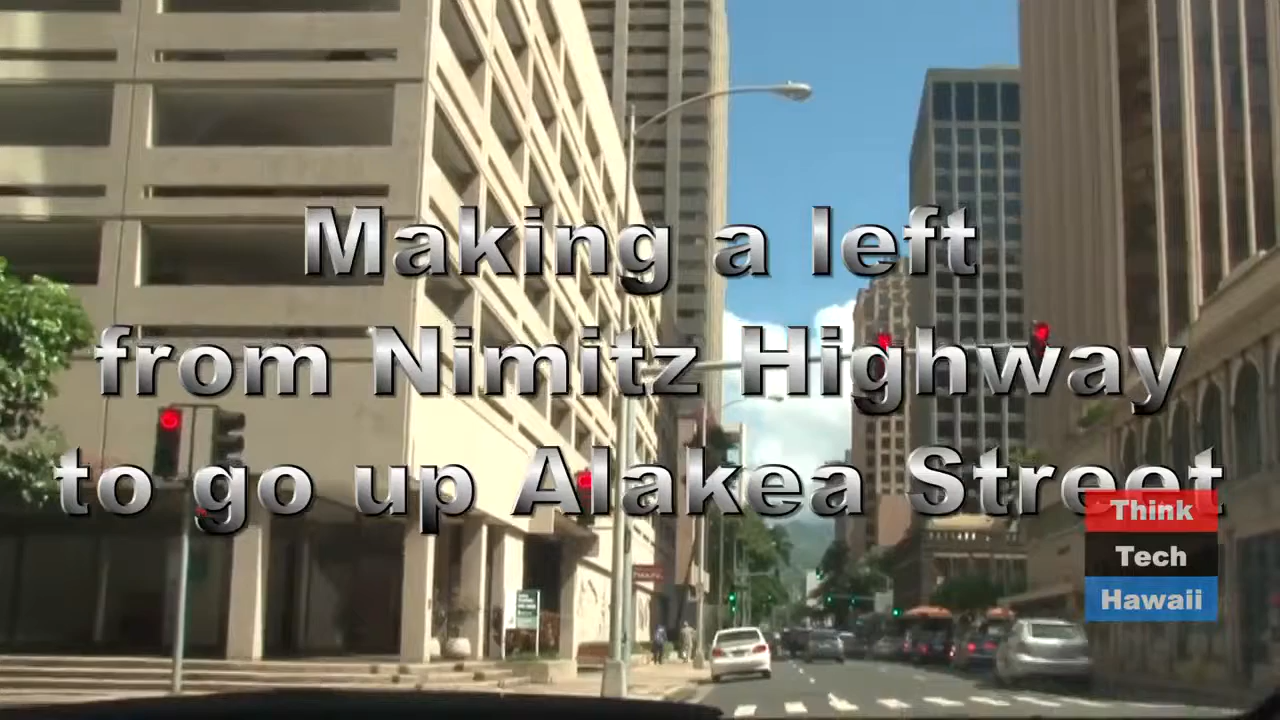 Making a left
from Nimitz Highway
to go up Alakea Street
Think
Tech
Hawaii